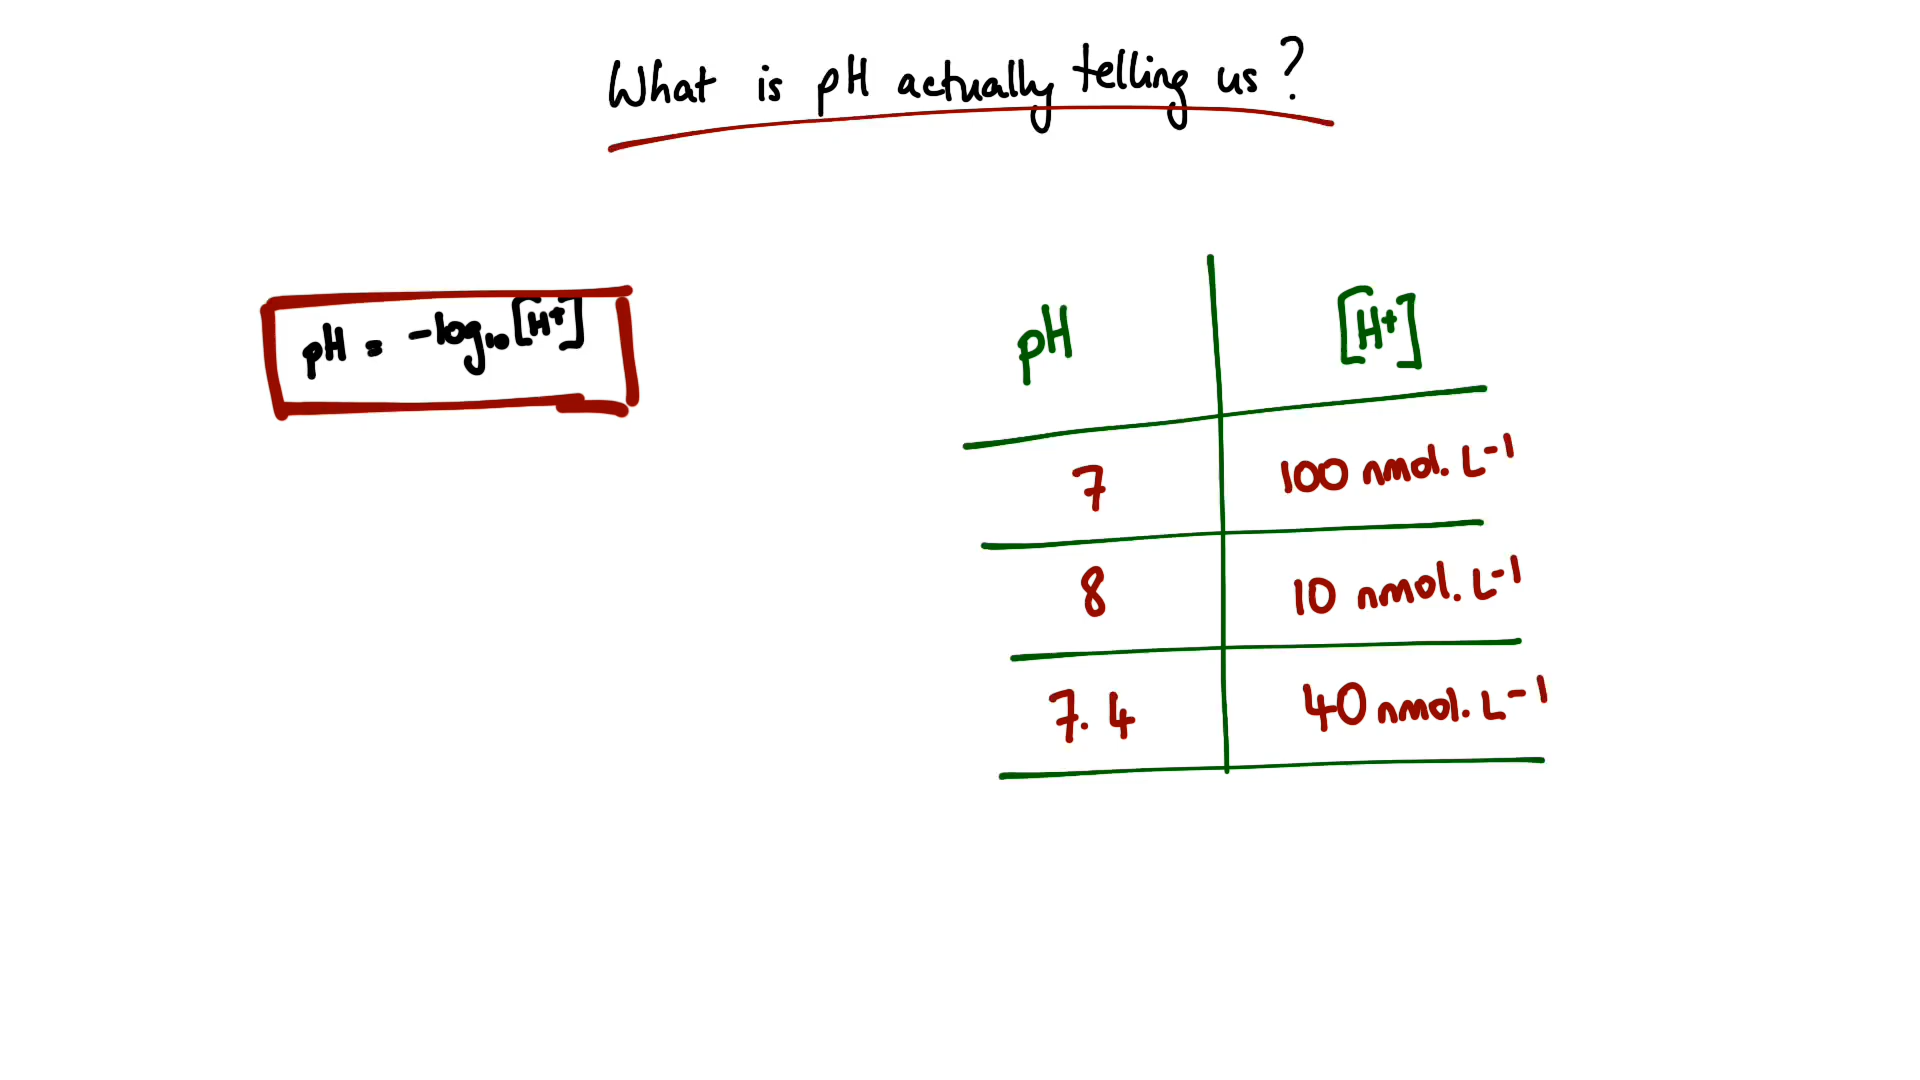 What is pH actually telling us?
pH = -log₁₀[H⁺]
pH [H⁺]
7 100 nmol. L⁻¹
8 10 nmol. L⁻¹
7.4 40 nmol. L⁻¹